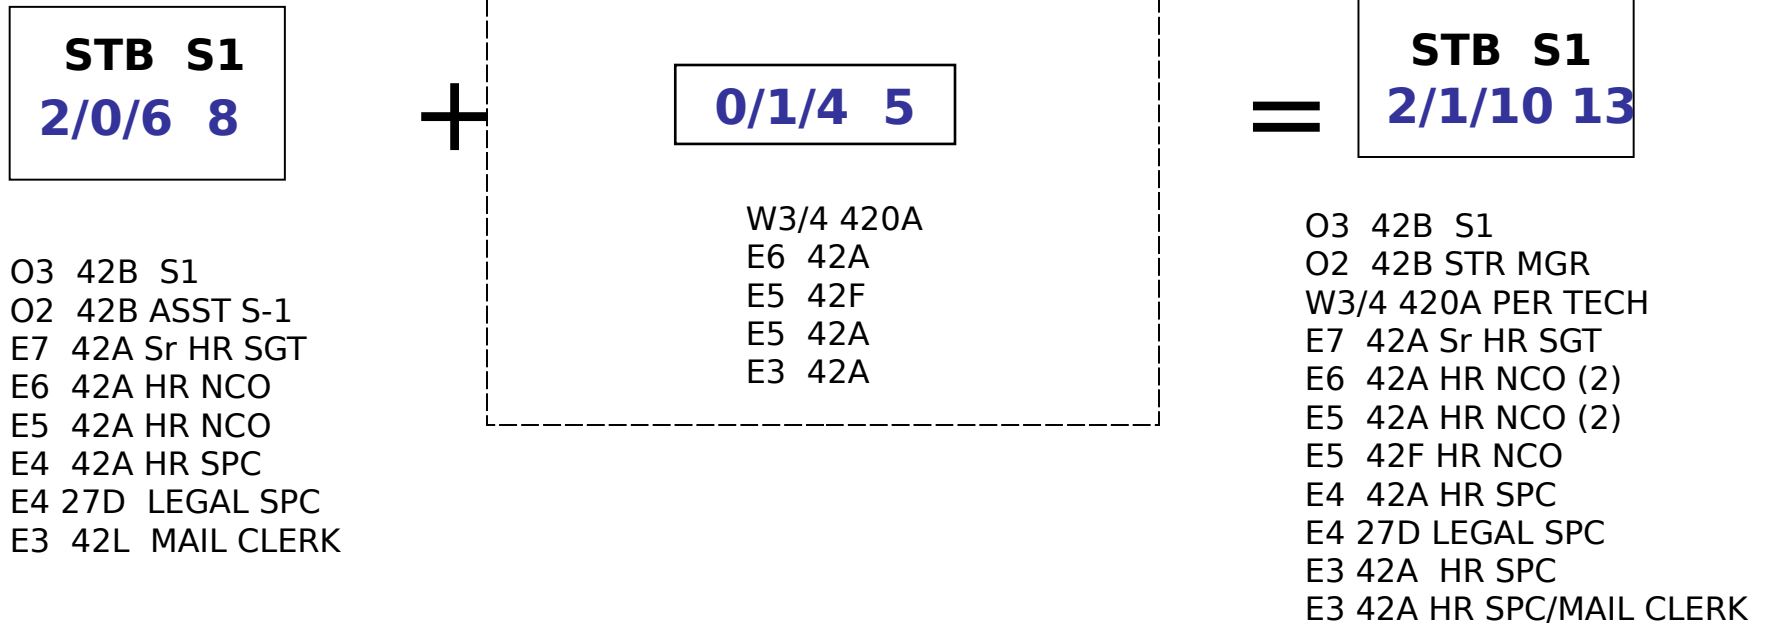 STB S1
2/0/6 8
O3 42B S1
O2 42B ASST S-1
E7 42A Sr HR SGT
E6 42A HR NCO
E5 42A HR NCO
E4 42A HR SPC
E4 27D LEGAL SPC
E3 42L MAIL CLERK
+
0/1/4 5
W3/4 420A
E6 42A
E5 42F
E5 42A
E3 42A
=
STB S1
2/1/10 13
O3 42B S1
O2 42B STR MGR
W3/4 420A PER TECH
E7 42A Sr HR SGT
E6 42A HR NCO (2)
E5 42A HR NCO (2)
E5 42F HR NCO
E4 42A HR SPC
E4 27D LEGAL SPC
E3 42A HR SPC
E3 42A HR SPC/MAIL CLERK